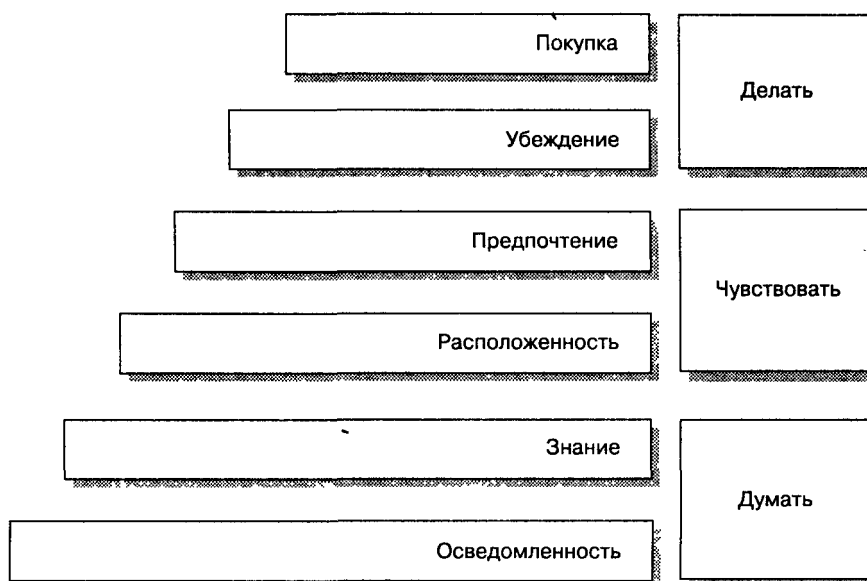 Покупка
Делать
Убеждение
Предпочтение
Чувствовать
Расположенность
Знание
Думать
Осведомленность